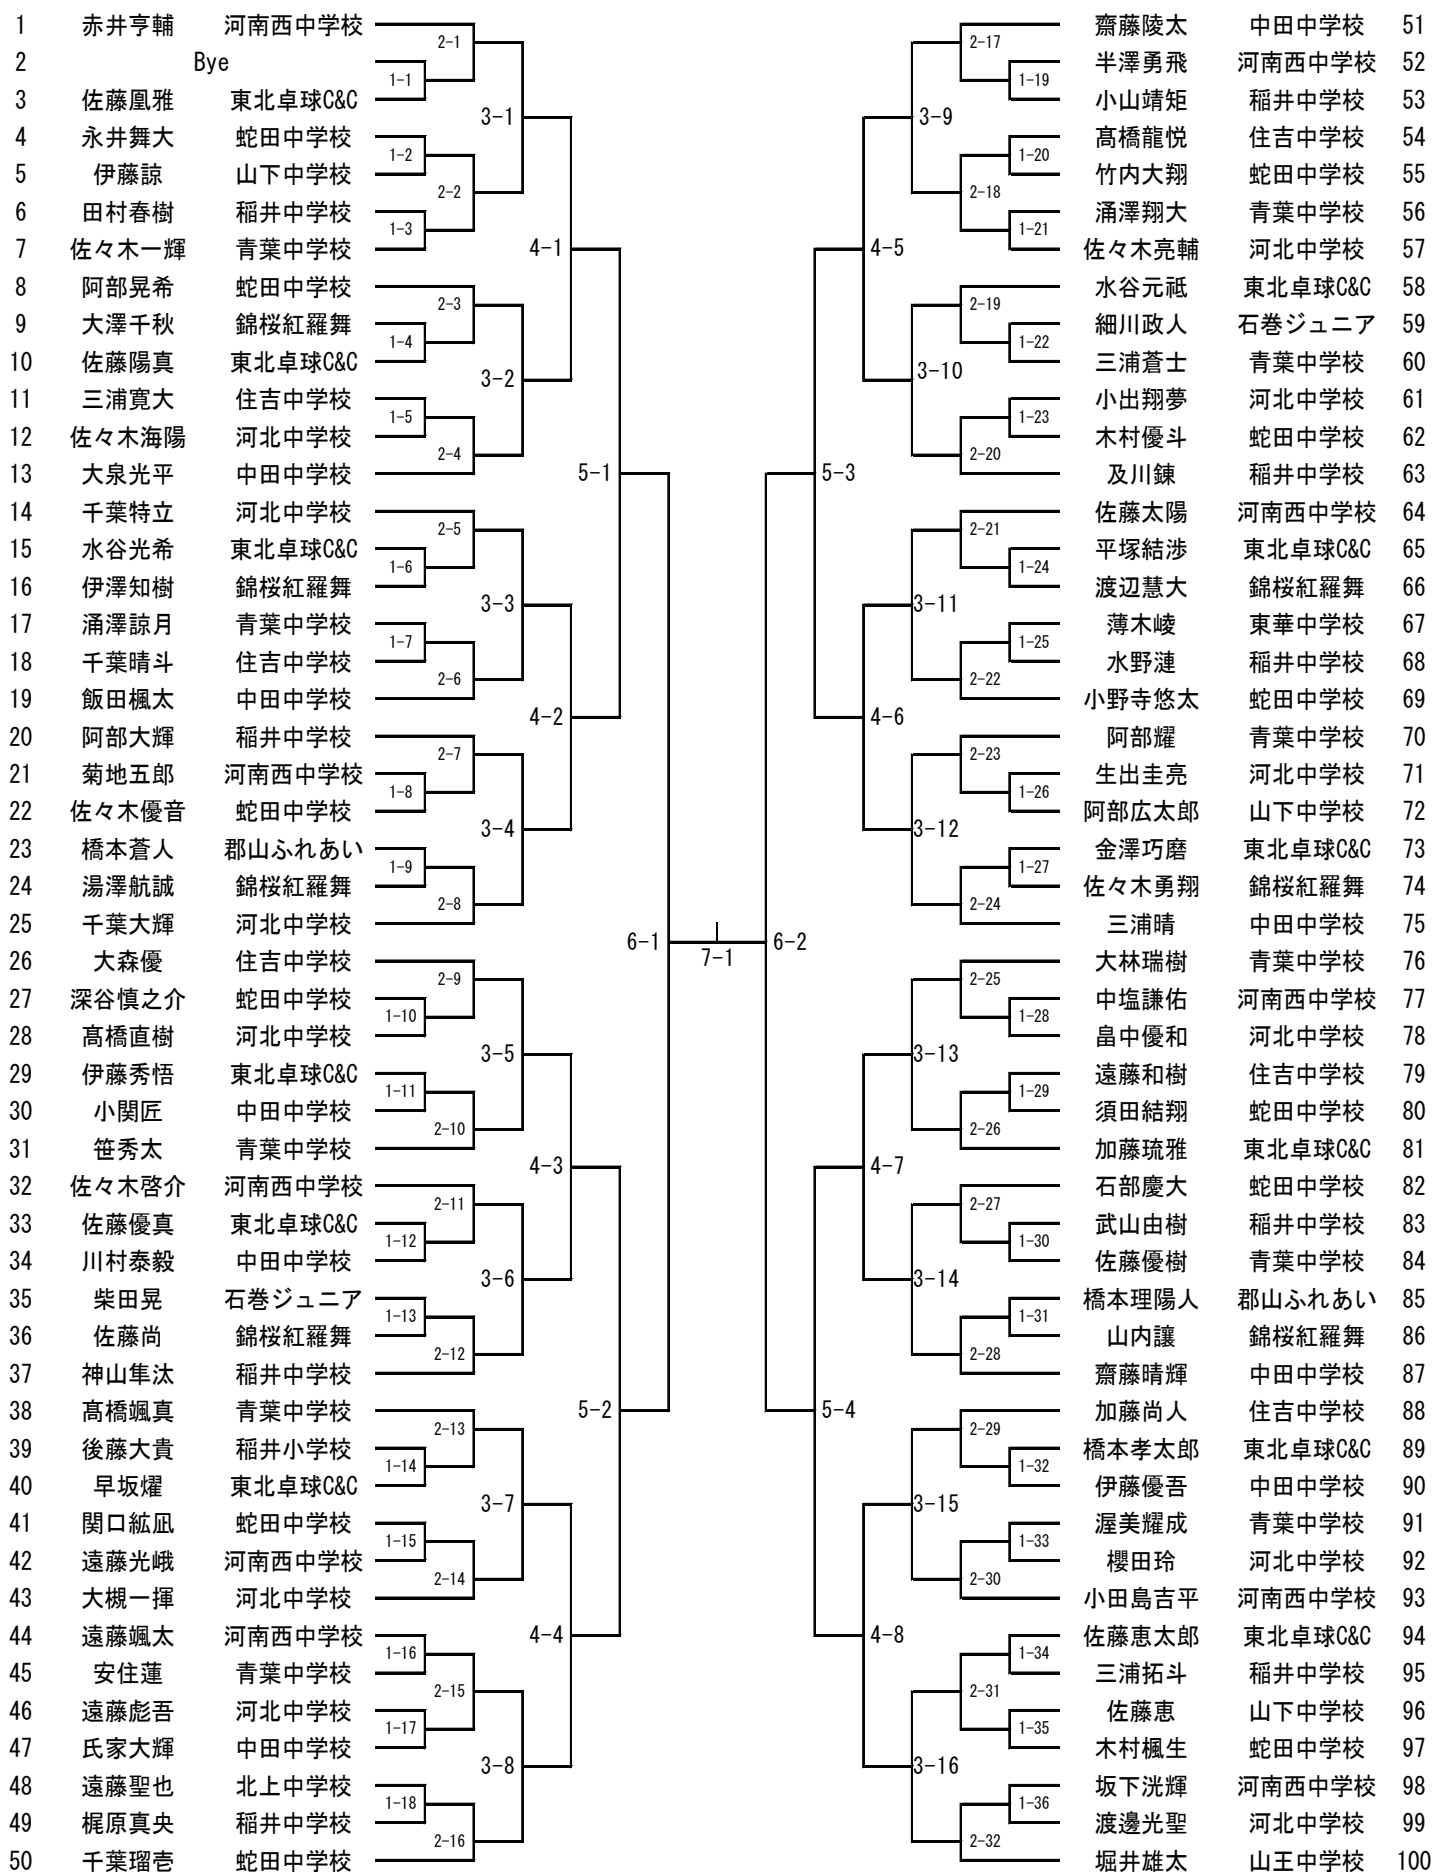 1 赤井亨輔 河南西中学校
2 Bye
3 佐藤凰雅 東北卓球C&C
4 永井舞大 蛇田中学校
5 伊藤諒 山下中学校
6 田村春樹 稲井中学校
7 佐々木一輝 青葉中学校
8 阿部晃希 蛇田中学校
9 大澤千秋 錦桜紅羅舞
10 佐藤陽真 東北卓球C&C
11 三浦寛大 住吉中学校
12 佐々木海陽 河北中学校
13 大泉光平 中田中学校
14 千葉特立 河北中学校
15 水谷光希 東北卓球C&C
16 伊澤知樹 錦桜紅羅舞
17 涌澤諒月 青葉中学校
18 千葉晴斗 住吉中学校
19 飯田楓太 中田中学校
20 阿部大輝 稲井中学校
21 菊地五郎 河南西中学校
22 佐々木優音 蛇田中学校
23 橋本蒼人 郡山ふれあい
24 湯澤航誠 錦桜紅羅舞
25 千葉大輝 河北中学校
26 大森優 住吉中学校
27 深谷慎之介 蛇田中学校
28 髙橋直樹 河北中学校
29 伊藤秀悟 東北卓球C&C
30 小関匠 中田中学校
31 笹秀太 青葉中学校
32 佐々木啓介 河南西中学校
33 佐藤優真 東北卓球C&C
34 川村泰毅 中田中学校
35 柴田晃 石巻ジュニア
36 佐藤尚 錦桜紅羅舞
37 神山隼汰 稲井中学校
38 髙橋颯真 青葉中学校
39 後藤大貴 稲井小学校
40 早坂燿 東北卓球C&C
41 関口紘凪 蛇田中学校
42 遠藤光峨 河南西中学校
43 大槻一揮 河北中学校
44 遠藤颯太 河南西中学校
45 安住蓮 青葉中学校
46 遠藤彪吾 河北中学校
47 氏家大輝 中田中学校
48 遠藤聖也 北上中学校
49 梶原真央 稲井中学校
50 千葉瑠壱 蛇田中学校
1-1
1-2
1-3
1-4
1-5
1-6
1-7
1-8
1-9
1-10
1-11
1-12
1-13
1-14
1-15
1-16
1-17
1-18
2-1
2-2
2-3
2-4
2-5
2-6
2-7
2-8
2-9
2-10
2-11
2-12
2-13
2-14
2-15
2-16
3-1
3-2
3-3
3-4
3-5
3-6
3-7
3-8
4-1
4-2
4-3
4-4
5-1
5-2
6-1
7-1
6-2
5-3
5-4
4-5
4-6
4-7
4-8
3-9
3-10
3-11
3-12
3-13
3-14
3-15
3-16
2-17
2-18
2-19
2-20
2-21
2-22
2-23
2-24
2-25
2-26
2-27
2-28
2-29
2-30
2-31
2-32
1-19
1-20
1-21
1-22
1-23
1-24
1-25
1-26
1-27
1-28
1-29
1-30
1-31
1-32
1-33
1-34
1-35
1-36
齋藤陵太 中田中学校 51
半澤勇飛 河南西中学校 52
小山靖矩 稲井中学校 53
髙橋龍悦 住吉中学校 54
竹内大翔 蛇田中学校 55
涌澤翔大 青葉中学校 56
佐々木亮輔 河北中学校 57
水谷元祗 東北卓球C&C 58
細川政人 石巻ジュニア 59
三浦蒼士 青葉中学校 60
小出翔夢 河北中学校 61
木村優斗 蛇田中学校 62
及川錬 稲井中学校 63
佐藤太陽 河南西中学校 64
平塚結渉 東北卓球C&C 65
渡辺慧大 錦桜紅羅舞 66
薄木崚 東華中学校 67
水野漣 稲井中学校 68
小野寺悠太 蛇田中学校 69
阿部耀 青葉中学校 70
生出圭亮 河北中学校 71
阿部広太郎 山下中学校 72
金澤巧磨 東北卓球C&C 73
佐々木勇翔 錦桜紅羅舞 74
三浦晴 中田中学校 75
大林瑞樹 青葉中学校 76
中塩謙佑 河南西中学校 77
畠中優和 河北中学校 78
遠藤和樹 住吉中学校 79
須田結翔 蛇田中学校 80
加藤琉雅 東北卓球C&C 81
石部慶大 蛇田中学校 82
武山由樹 稲井中学校 83
佐藤優樹 青葉中学校 84
橋本理陽人 郡山ふれあい 85
山内譲 錦桜紅羅舞 86
齋藤晴輝 中田中学校 87
加藤尚人 住吉中学校 88
橋本孝太郎 東北卓球C&C 89
伊藤優吾 中田中学校 90
渥美耀成 青葉中学校 91
櫻田玲 河北中学校 92
小田島吉平 河南西中学校 93
佐藤恵太郎 東北卓球C&C 94
三浦拓斗 稲井中学校 95
佐藤恵 山下中学校 96
木村楓生 蛇田中学校 97
坂下洸輝 河南西中学校 98
渡邊光聖 河北中学校 99
堀井雄太 山王中学校 100